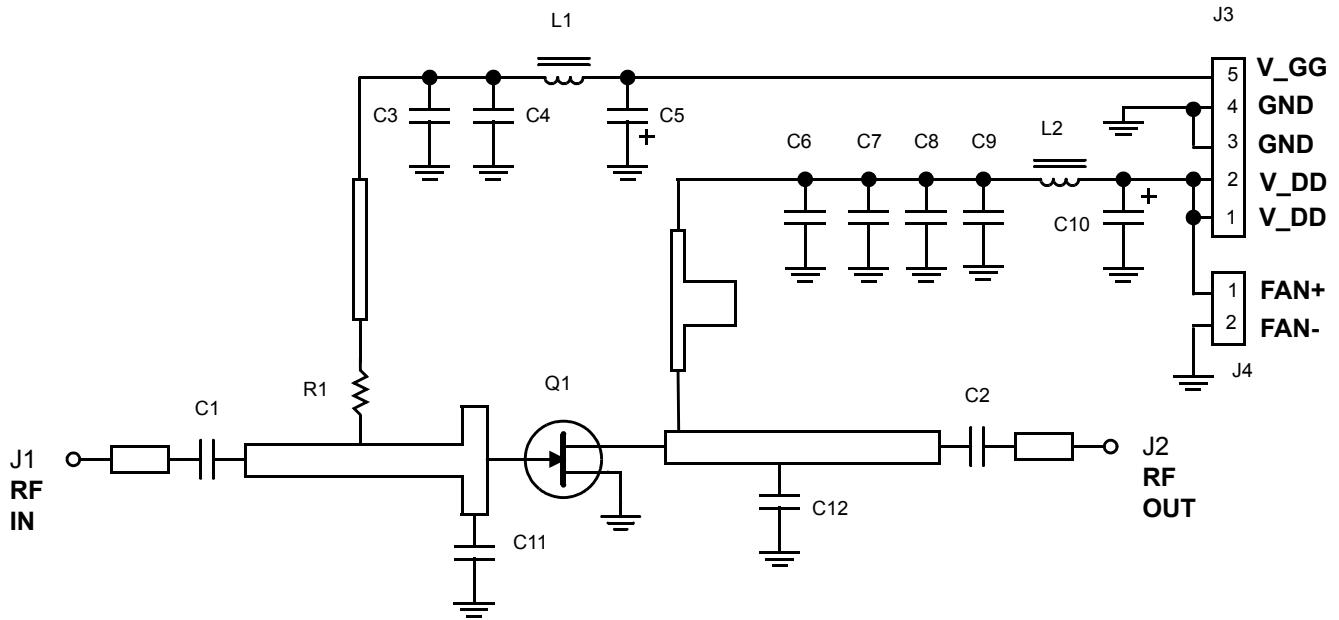 J3
L1
5 V_GG
C3 C4 + C5 4 GND
C6 C7 C8 C9 L2 3 GND
+ 2 V_DD
C10 1 V_DD
1 FAN+
2 FAN-
J4
R1 Q1
C1 C2
J1
RF
IN
J2
RF
OUT
C11 C12